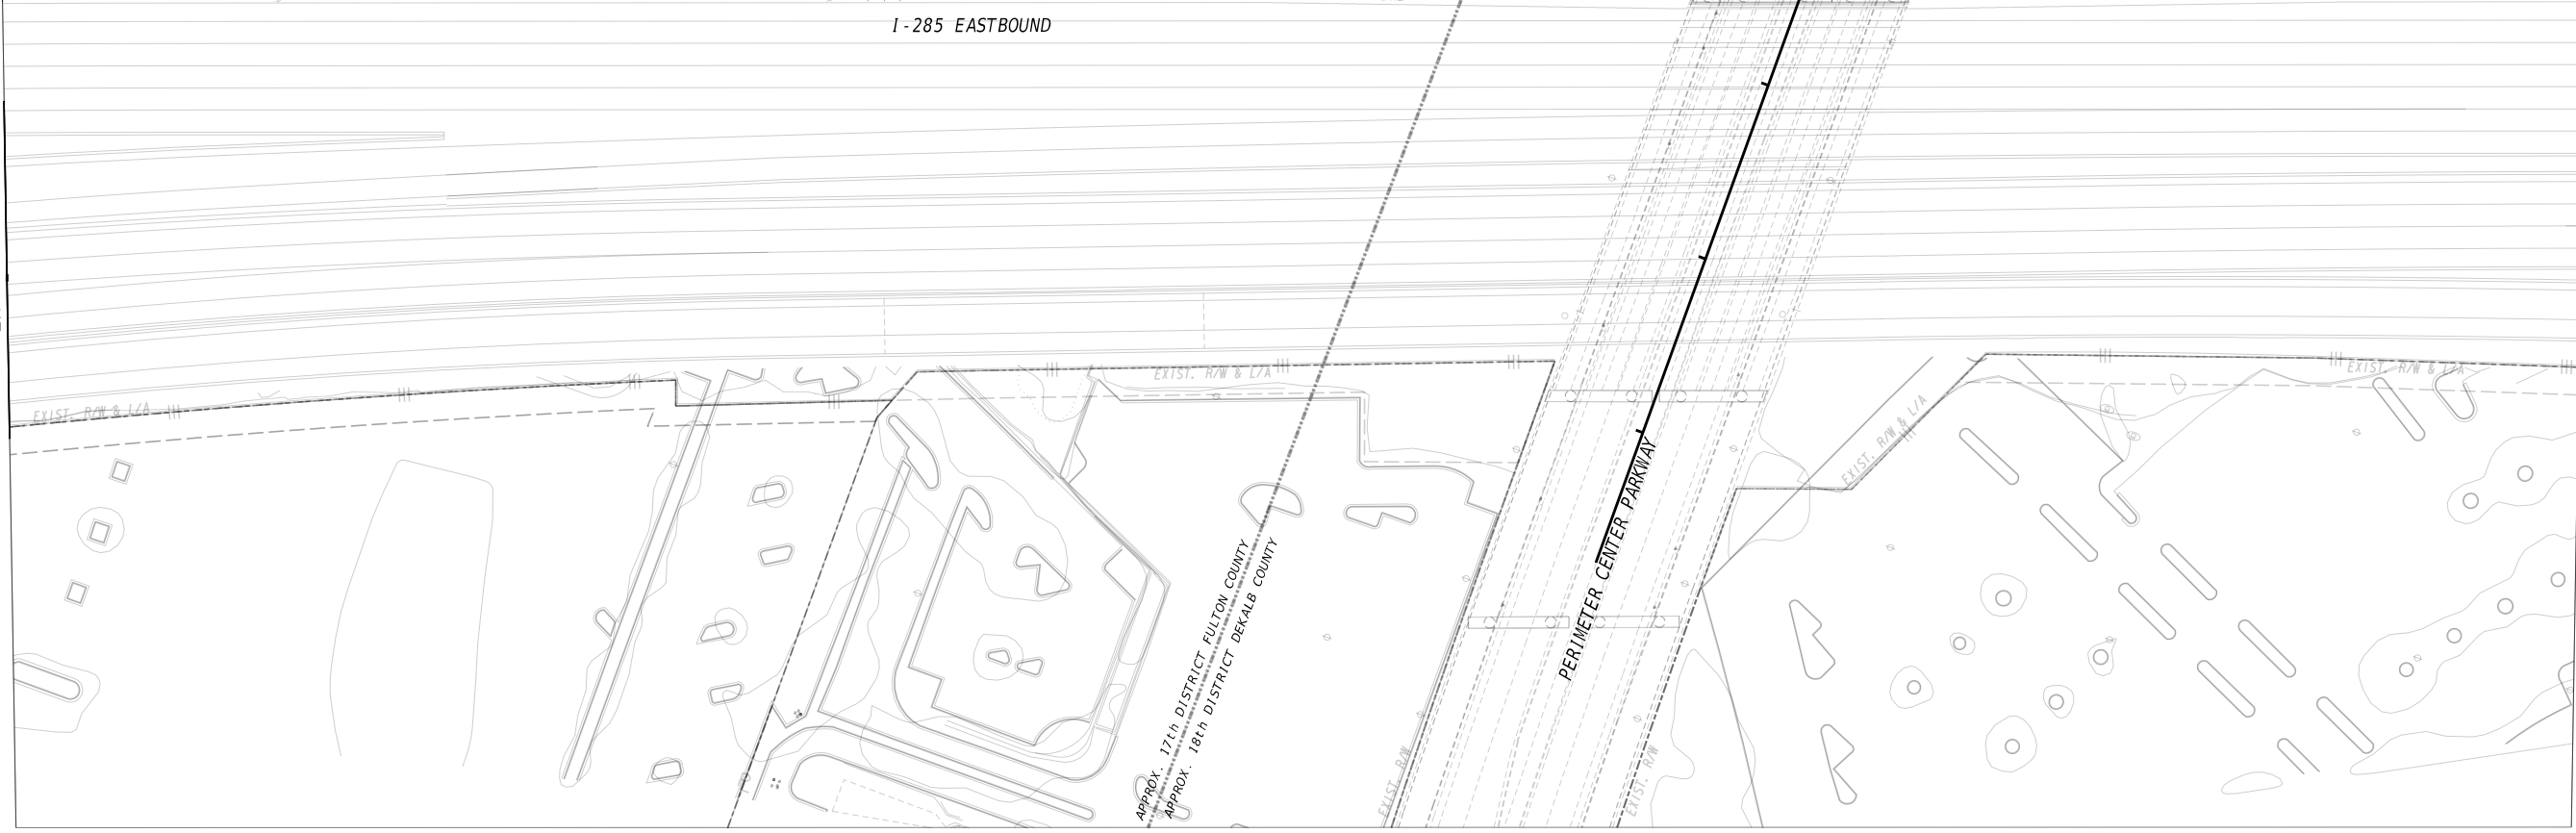 I-285 EASTBOUND
EXIST. R/W & L/A
EXIST. R/W & L/A
EXIST. R/W & L/A
EXIST. R/W & L/A
PERIMETER CENTER PARKWAY
APPROX. 17th DISTRICT FULTON COUNTY
APPROX. 18th DISTRICT DEKALB COUNTY
EXIST. R/W
EXIST. R/W